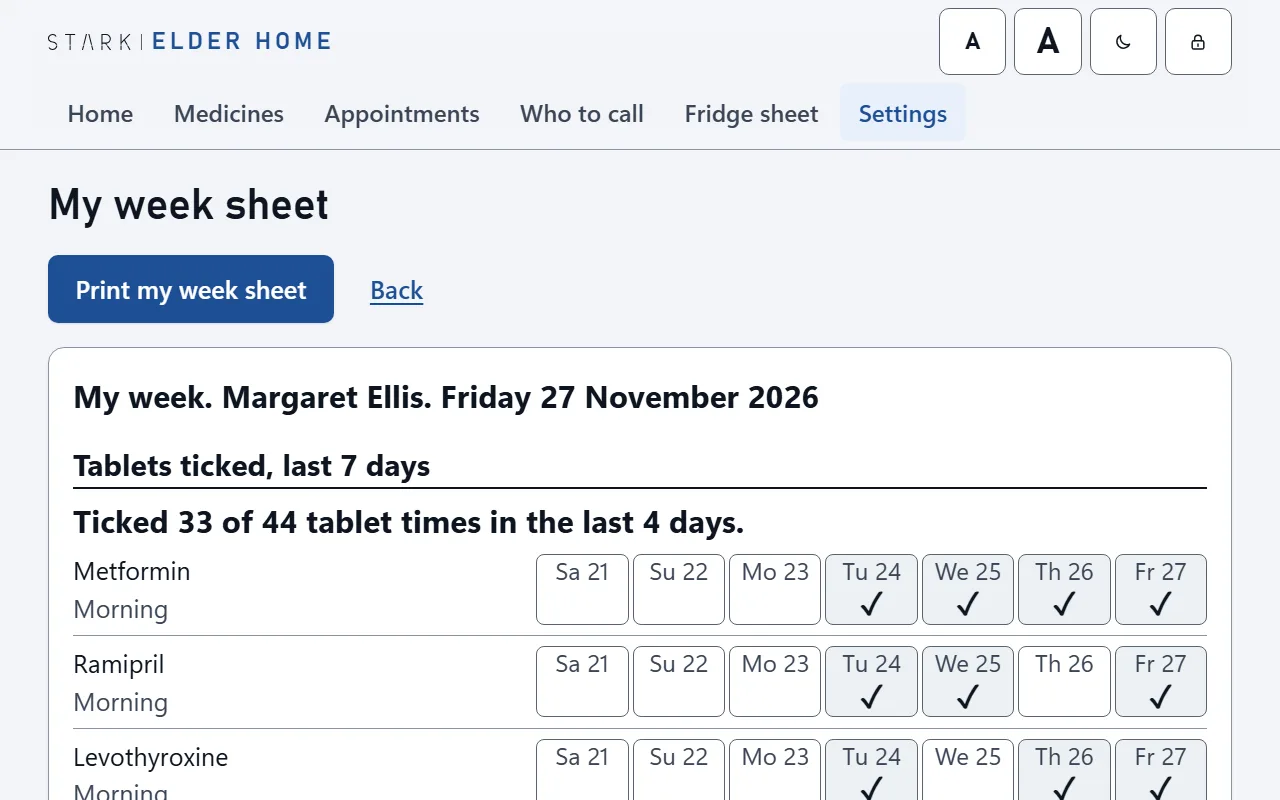 STARK | ELDER HOME
A A
Home Medicines Appointments Who to call Fridge sheet Settings
My week sheet
Print my week sheet Back
My week. Margaret Ellis. Friday 27 November 2026
Tablets ticked, last 7 days
Ticked 33 of 44 tablet times in the last 4 days.
Metformin Sa 21 Su 22 Mo 23 Tu 24 We 25 Th 26 Fr 27
Morning ✓ ✓ ✓ ✓
Ramipril Sa 21 Su 22 Mo 23 Tu 24 We 25 Th 26 Fr 27
Morning ✓ ✓ ✓
Levothyroxine Sa 21 Su 22 Mo 23 Tu 24 We 25 Th 26 Fr 27
Morning ✓ ✓ ✓